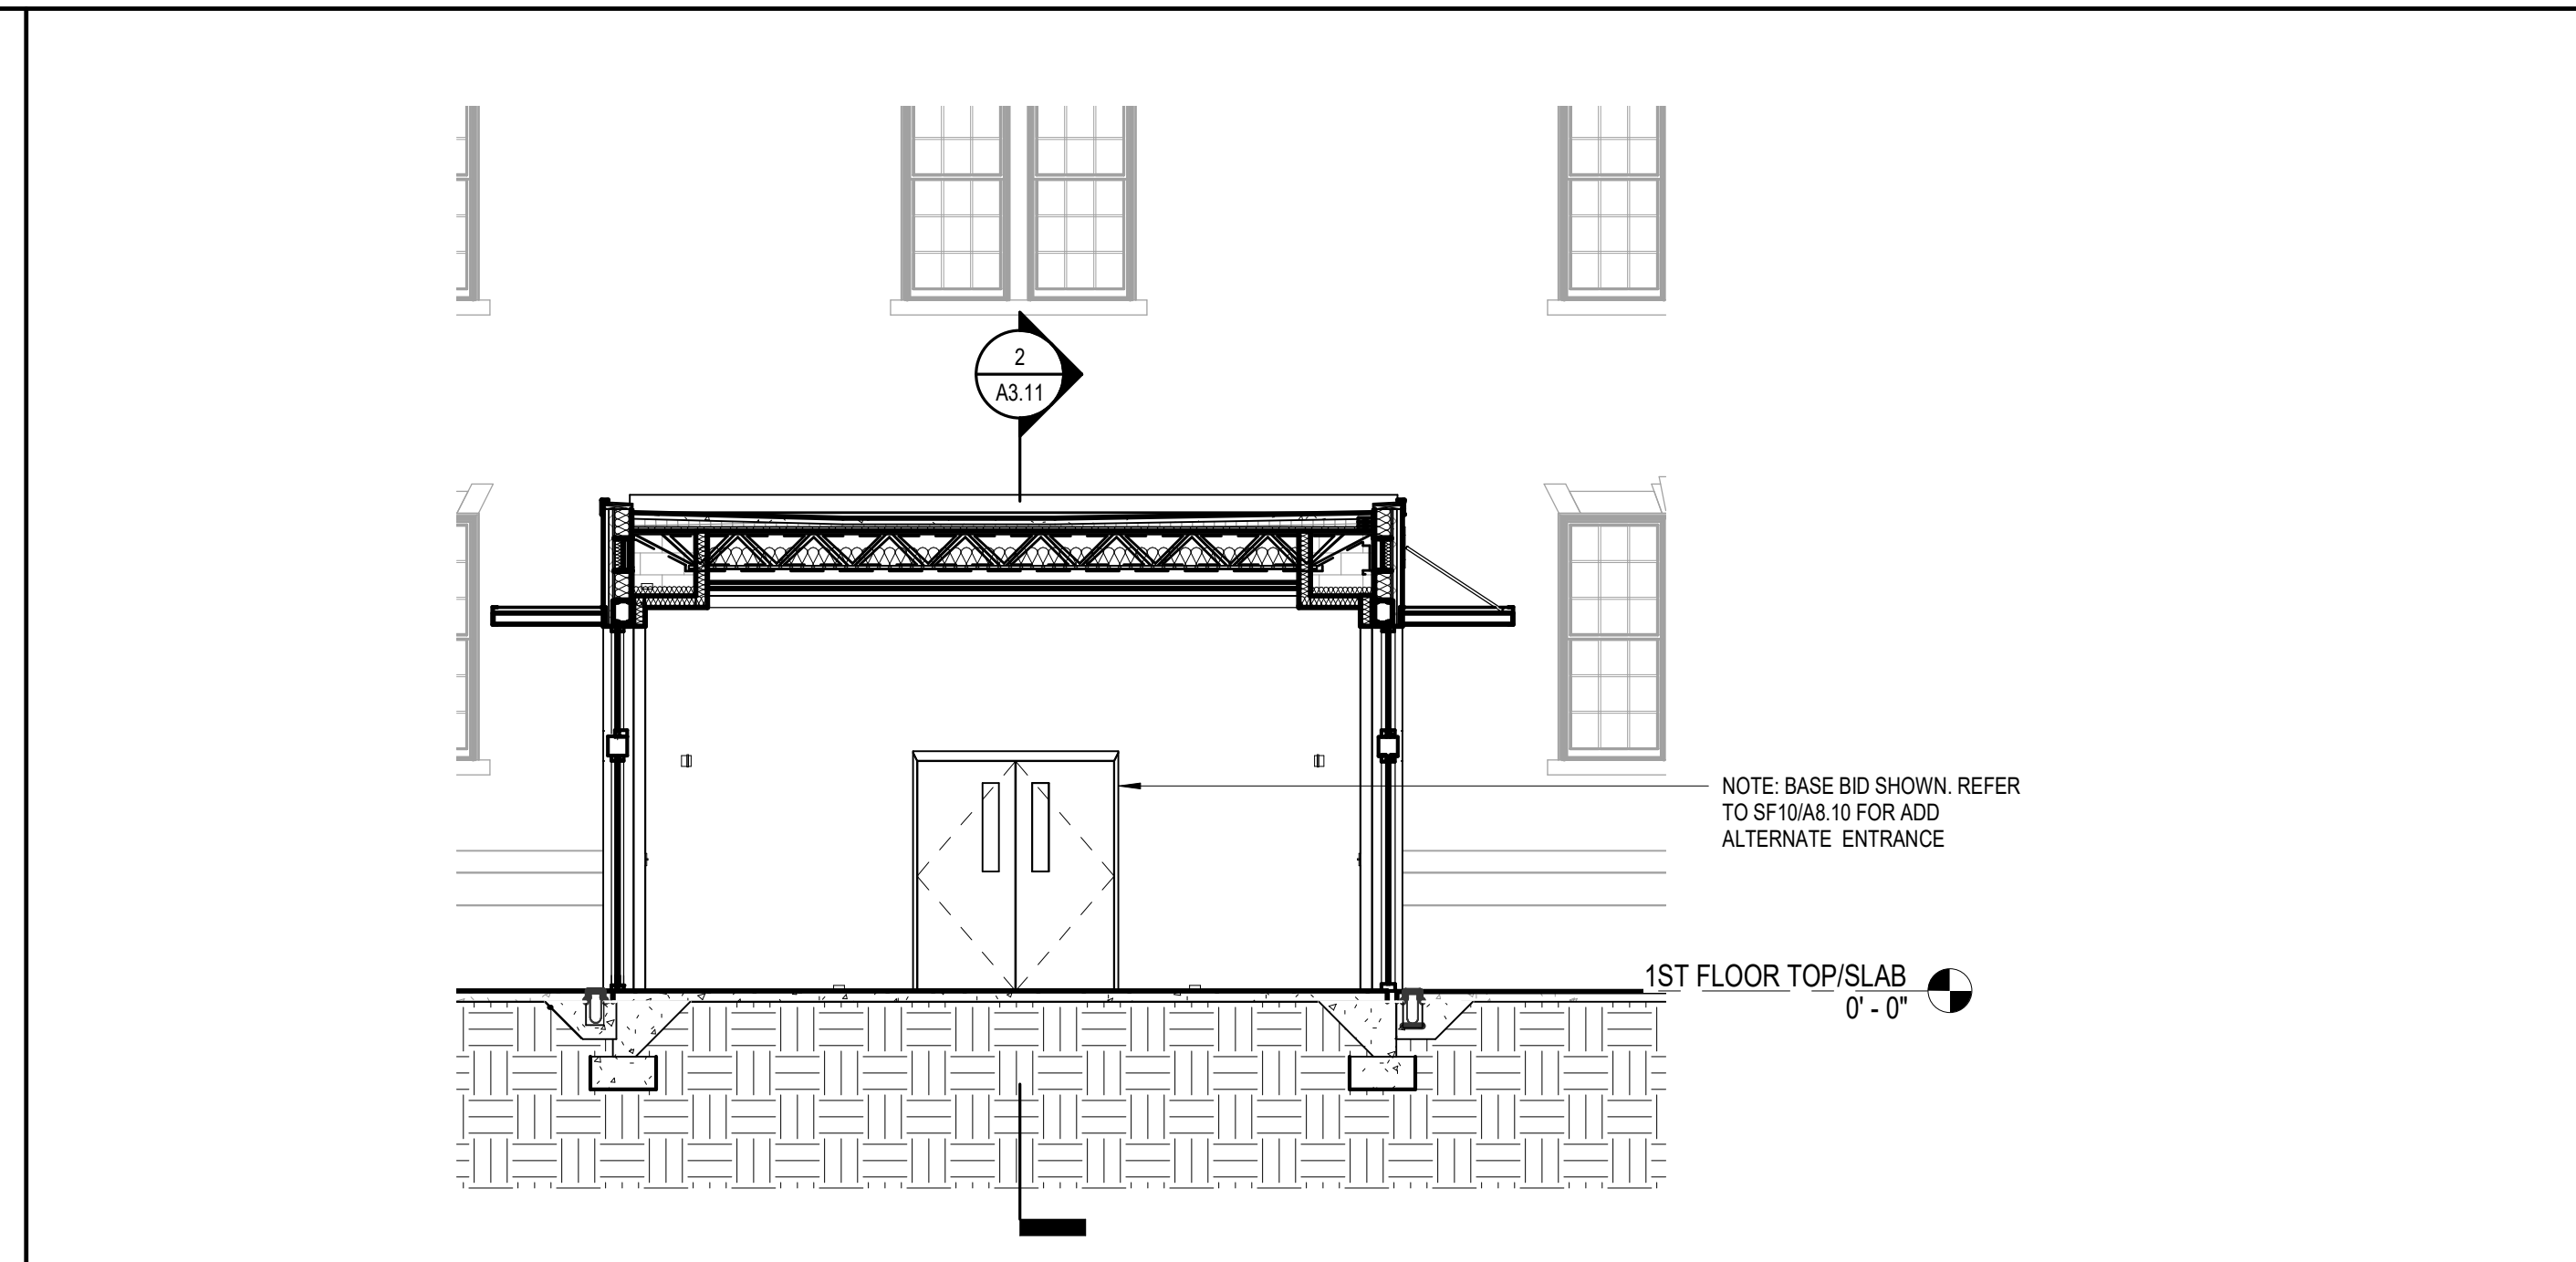 2
A3.11
NOTE: BASE BID SHOWN. REFER
TO SF10/A8.10 FOR ADD
ALTERNATE ENTRANCE
1ST FLOOR TOP/SLAB
0' - 0"